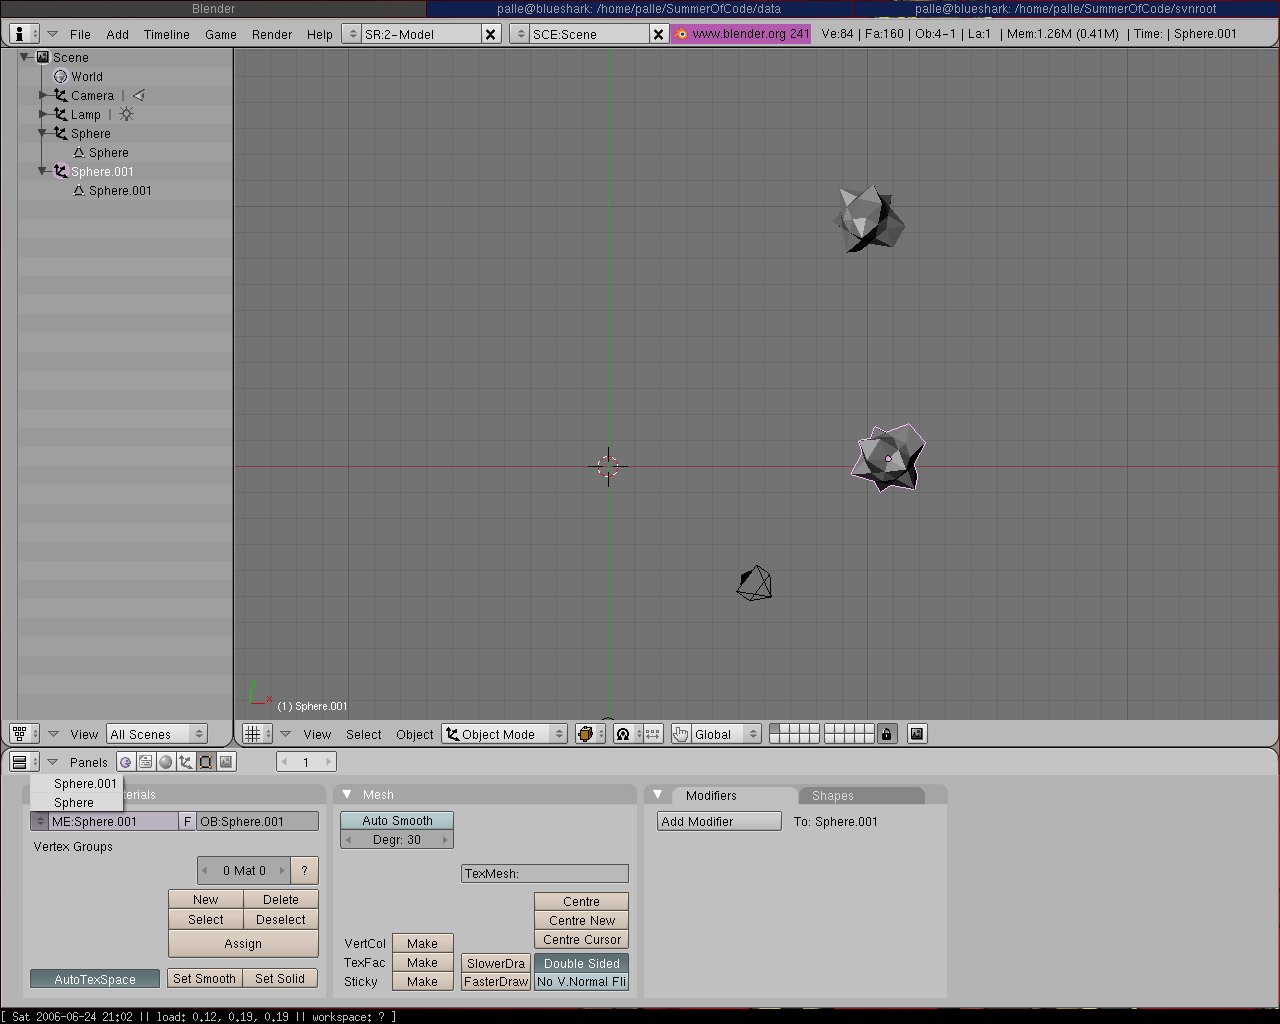 Blender palle@blueshark: /home/palle/SummerOfCode/data palle@blueshark: /home/palle/SummerOfCode/svnroot
File Add Timeline Game Render Help SR:2-Model SCE:Scene www.blender.org 241 Ve:84 | Fa:160 | Ob:4-1 | La:1 | Mem:1.26M (0.41M) | Time: | Sphere.001
Scene
World
Camera
Lamp
Sphere
Sphere
Sphere.001
Sphere.001
x
(1) Sphere.001
View All Scenes View Select Object Object Mode Global
Panels 1
Sphere.001
Sphere
erials Mesh Modifiers Shapes
ME:Sphere.001 F OB:Sphere.001 Auto Smooth Add Modifier To: Sphere.001
Degr: 30
Vertex Groups
0 Mat 0 ? TexMesh:
New Delete Centre
Select Deselect Centre New
Assign VertCol Make Centre Cursor
TexFac Make SlowerDra Double Sided
AutoTexSpace Set Smooth Set Solid Sticky Make FasterDraw No V.Normal Fli
[ Sat 2006-06-24 21:02 || load: 0.12, 0.19, 0.19 || workspace: ? ]